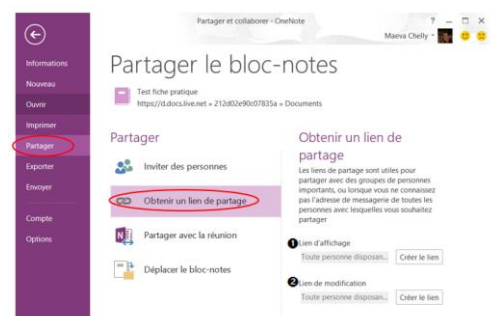 Partager et collaborer - OneNote
?
Maeva Chelly
Informations
Nouveau
Ouvrir
Imprimer
Partager
Exporter
Envoyer
Compte
Options
Partager le bloc-notes
Test fiche pratique
https://d.docs.live.net » 212d02e90c07835a » Documents
Partager
Inviter des personnes
Obtenir un lien de partage
Partager avec la réunion
Déplacer le bloc-notes
Obtenir un lien de
partage
Les liens de partage sont utiles pour
partager avec des groupes de personnes
importants, ou lorsque vous ne connaissez
pas l'adresse de messagerie de toutes les
personnes avec lesquelles vous souhaitez
partager
1 Lien d'affichage
Toute personne disposan... Créer le lien
2 Lien de modification
Toute personne disposan... Créer le lien